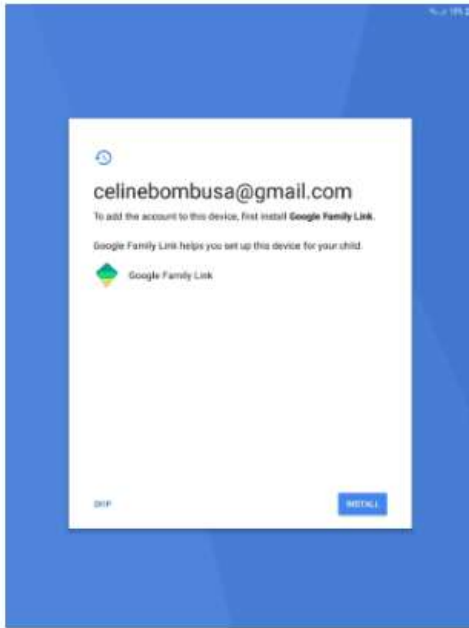 celinebombusa@gmail.com
To add the account to this device, first install Google Family Link.
Google Family Link helps you set up this device for your child.
Google Family Link
SKIP
INSTALL